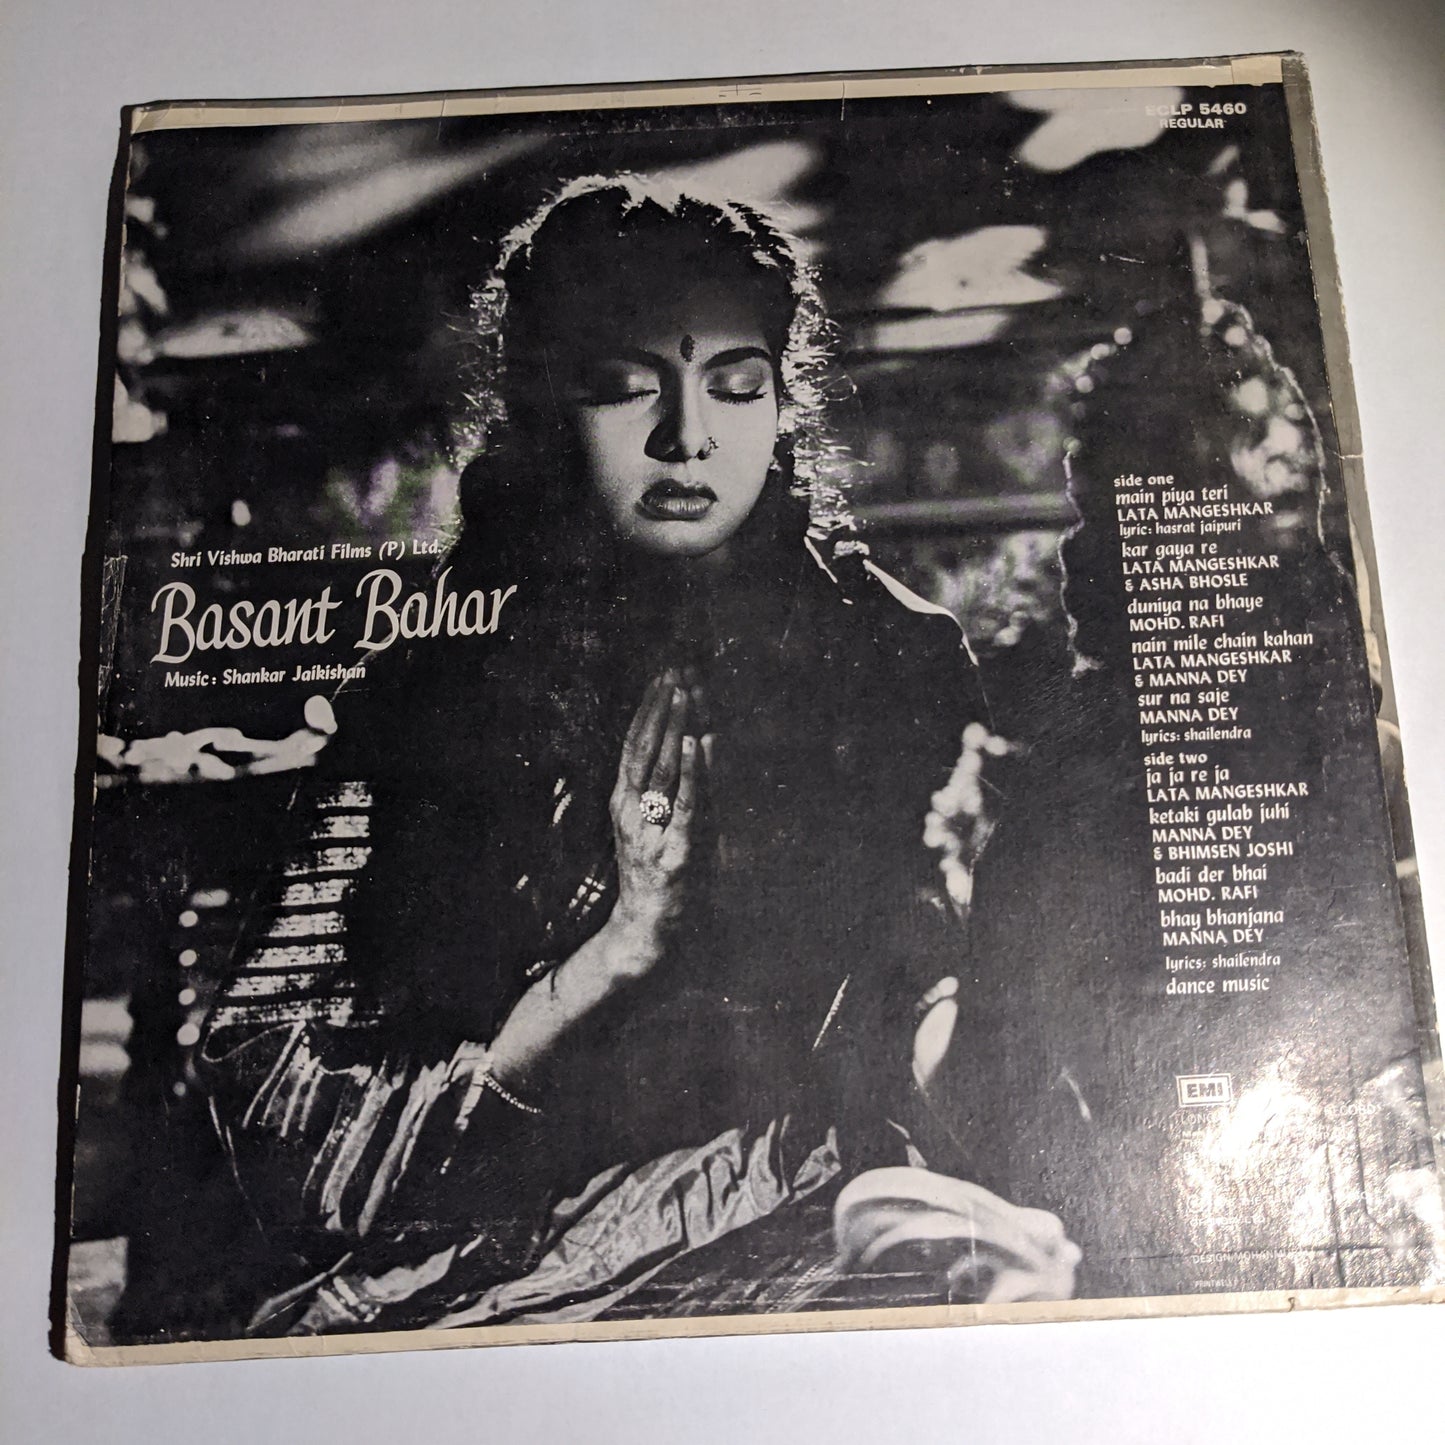 ECLP 5460
REGULAR
Shri Vishwa Bharati Films (P) Ltd.
Basant Bahar
Music: Shankar Jaikishan
side one
main piya teri
LATA MANGESHKAR
lyric: hasrat jaipuri
kar gaya re
LATA MANGESHKAR
& ASHA BHOSLE
duniya na bhaye
MOHD. RAFI
nain mile chain kahan
LATA MANGESHKAR
& MANNA DEY
sur na saje
MANNA DEY
lyrics: shailendra
side two
ja ja re ja
LATA MANGESHKAR
ketaki gulab juhi
MANNA DEY
& BHIMSEN JOSHI
badi der bhai
MOHD. RAFI
bhay bhanjana
MANNA DEY
lyrics: shailendra
dance music
EMI
RECORDS